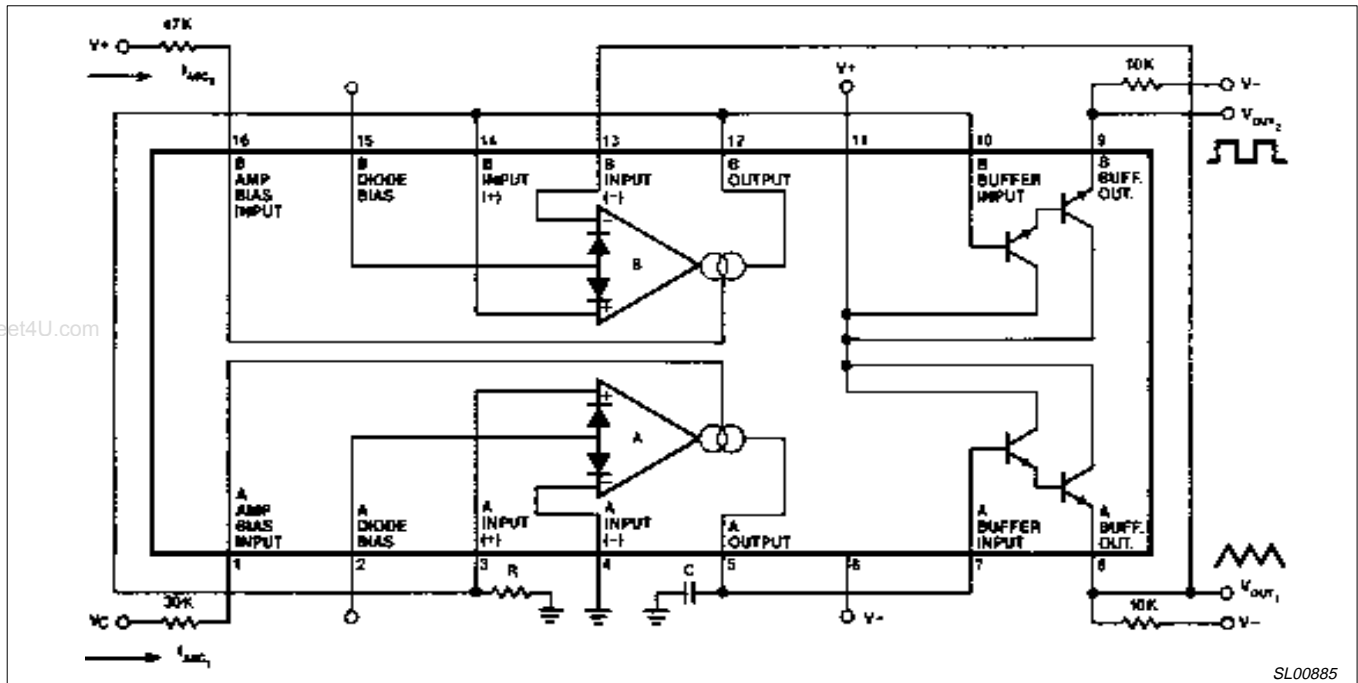 47K
V+
I_ABC2
V+
10K
V-
V_OUT2
16
15
14
13
12
11
10
9
B
AMP
BIAS
INPUT
B
DIODE
BIAS
B
INPUT
(+)
B
INPUT
(-)
B
OUTPUT
B
BUFFER
INPUT
B
BUFF.
OUT.
-
B
+
eet4U.com
+
A
-
A
AMP
BIAS
INPUT
A
DIODE
BIAS
A
INPUT
(+)
A
INPUT
(-)
A
OUTPUT
A
BUFFER
INPUT
A
BUFF.
OUT.
1
2
3
R
4
C
5
6
7
8
30K
VC
I_ABC1
V-
V_OUT1
10K
V-
SL00885